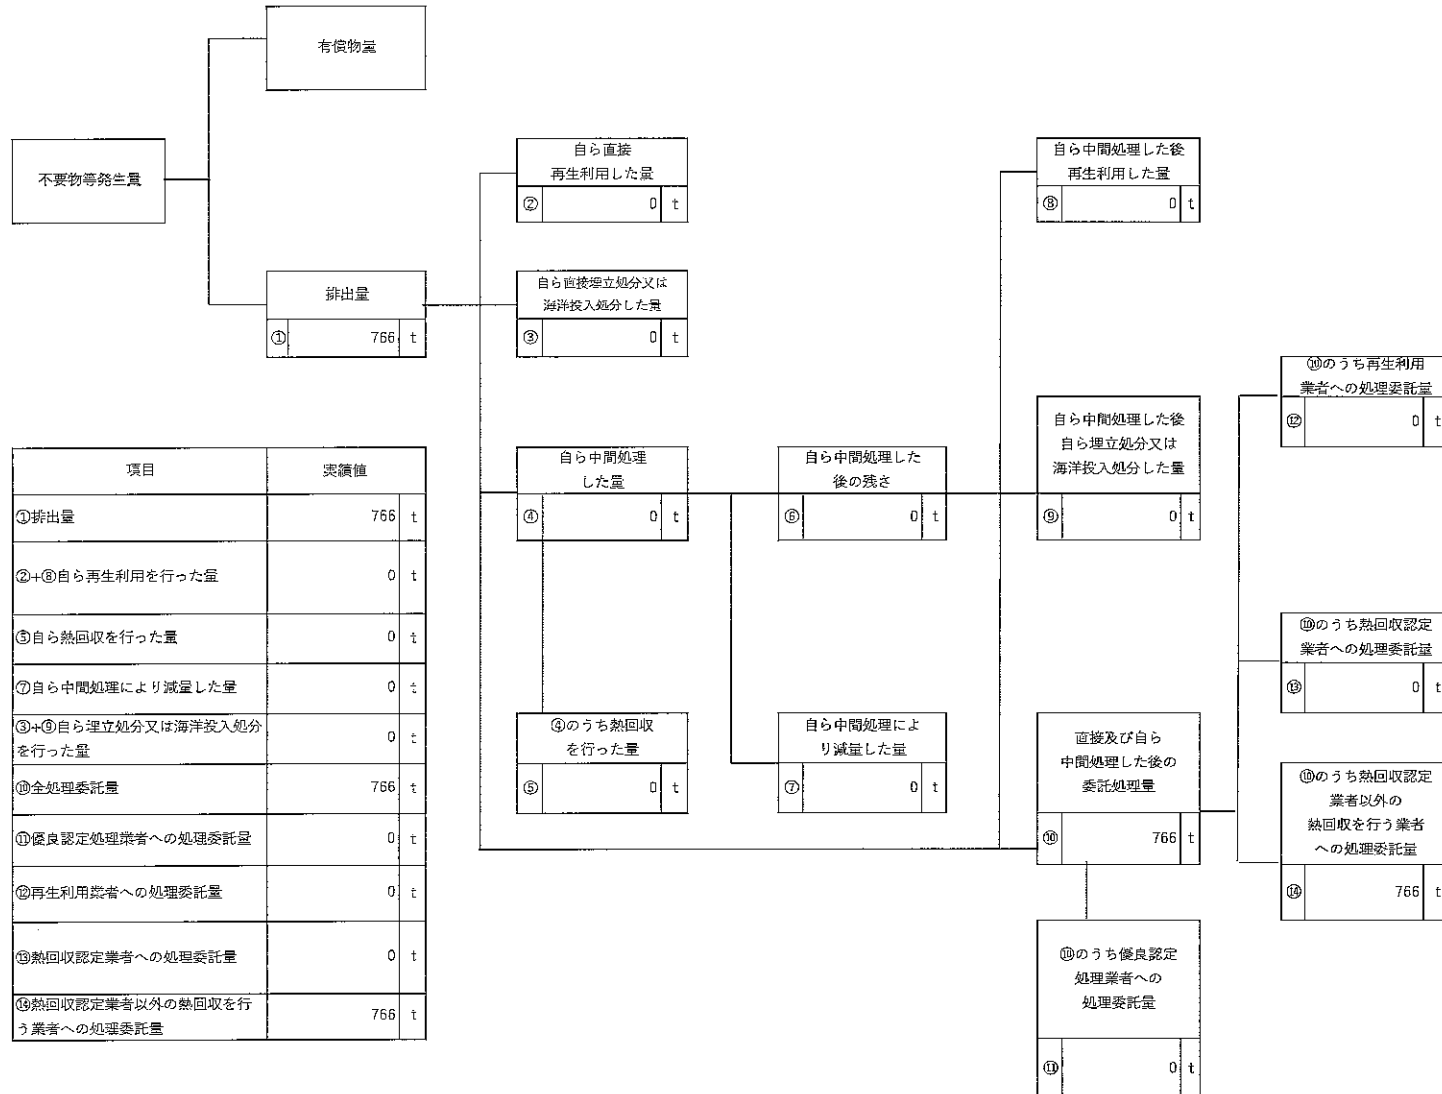 有償物量
不要物等発生量
排出量
① 766 t
自ら直接
再生利用した量
② 0 t
自ら直接埋立処分又は
海洋投入処分した量
③ 0 t
自ら中間処理
した量
④ 0 t
④のうち熱回収
を行った量
⑤ 0 t
自ら中間処理した
後の残さ
⑥ 0 t
自ら中間処理によ
り減量した量
⑦ 0 t
自ら中間処理した後
再生利用した量
⑧ 0 t
自ら中間処理した後
自ら埋立処分又は
海洋投入処分した量
⑨ 0 t
直接及び自ら
中間処理した後の
委託処理量
⑩ 766 t
⑩のうち優良認定
処理業者への
処理委託量
⑪ 0 t
⑩のうち再生利用
業者への処理委託量
⑫ 0 t
⑩のうち熱回収認定
業者への処理委託量
⑬ 0 t
⑩のうち熱回収認定
業者以外の
熱回収を行う業者
への処理委託量
⑭ 766 t
項目 実績値
①排出量 766 t
②+⑧自ら再生利用を行った量 0 t
⑤自ら熱回収を行った量 0 t
⑦自ら中間処理により減量した量 0 t
③+⑨自ら埋立処分又は海洋投入処分
を行った量 0 t
⑩全処理委託量 766 t
⑪優良認定処理業者への処理委託量 0 t
⑫再生利用業者への処理委託量 0 t
⑬熱回収認定業者への処理委託量 0 t
⑭熱回収認定業者以外の熱回収を行
う業者への処理委託量 766 t